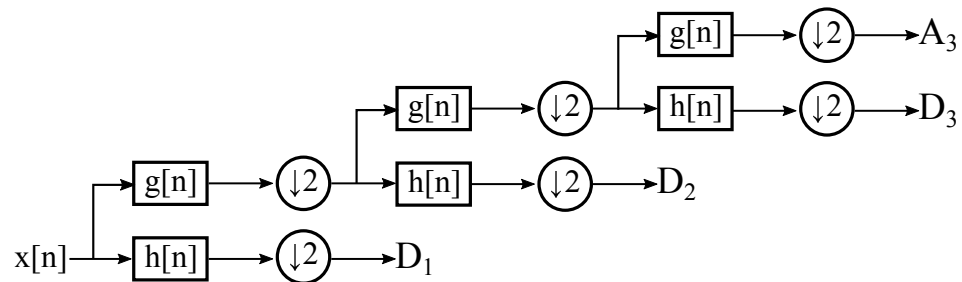 g[n] ↓2 A₃
g[n] ↓2 h[n] ↓2 D₃
g[n] ↓2 h[n] ↓2 D₂
x[n] h[n] ↓2 D₁